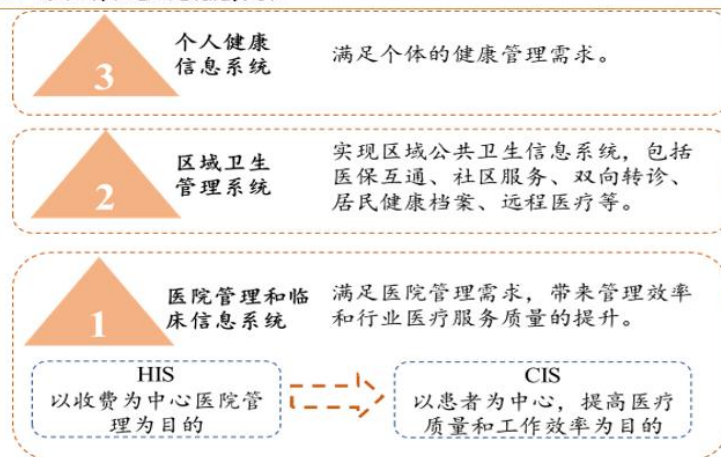 个人健康
信息系统
满足个体的健康管理需求。
3
区域卫生
管理系统
实现区域公共卫生信息系统，包括
医保互通、社区服务、双向转诊、
居民健康档案、远程医疗等。
2
医院管理和临
床信息系统
满足医院管理需求，带来管理效率
和行业医疗服务质量的提升。
1
HIS
以收费为中心医院管
理为目的
CIS
以患者为中心，提高医疗
质量和工作效率为目的